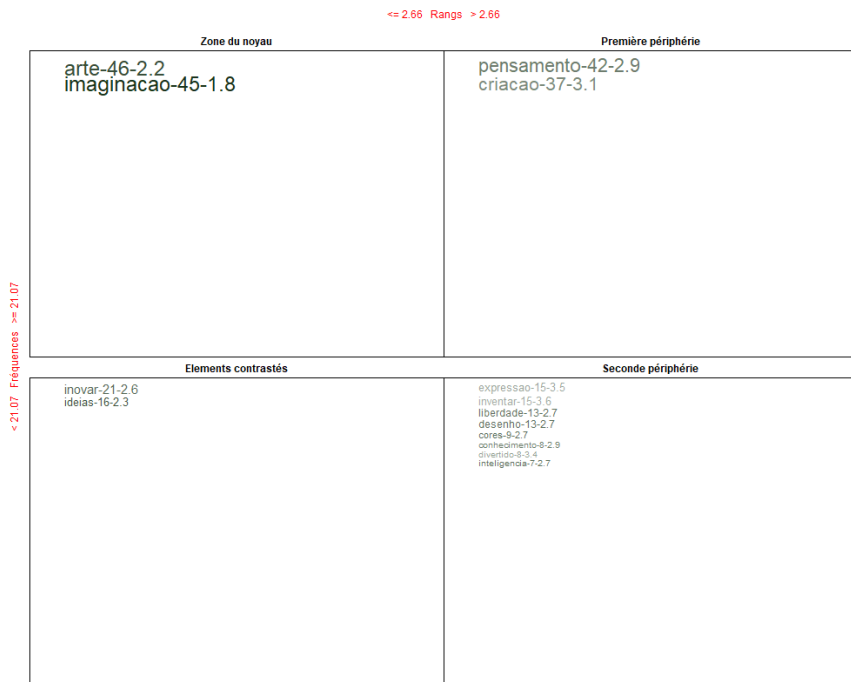 <= 2.66 Rangs > 2.66
Zone du noyau
Première périphérie
arte-46-2.2
imaginacao-45-1.8
pensamento-42-2.9
criacao-37-3.1
< 21.07 Fréquences >= 21.07
Elements contrastés
Seconde périphérie
inovar-21-2.6
ideias-16-2.3
expressao-15-3.5
inventar-15-3.6
liberdade-13-2.7
desenho-13-2.7
cores-9-2.7
conhecimento-8-2.9
divertido-8-3.4
inteligencia-7-2.7